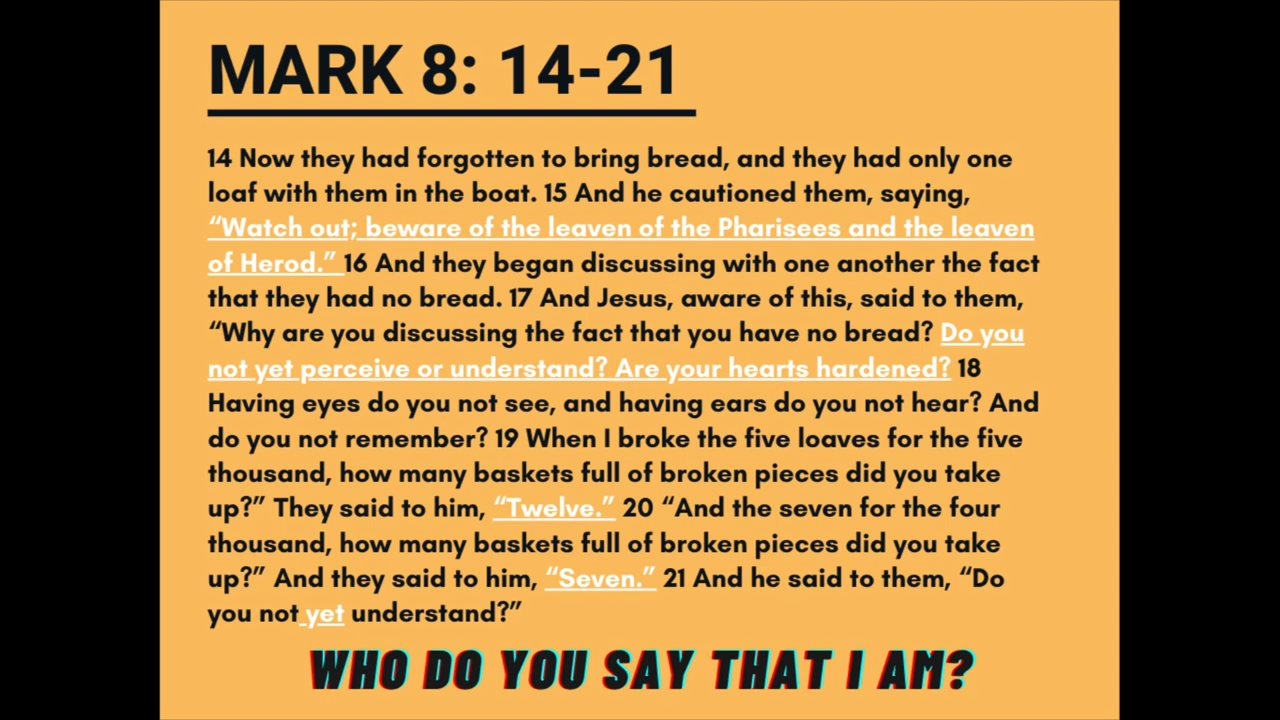 MARK 8: 14-21
14 Now they had forgotten to bring bread, and they had only one
loaf with them in the boat. 15 And he cautioned them, saying,
“Watch out; beware of the leaven of the Pharisees and the leaven
of Herod.” 16 And they began discussing with one another the fact
that they had no bread. 17 And Jesus, aware of this, said to them,
“Why are you discussing the fact that you have no bread? Do you
not yet perceive or understand? Are your hearts hardened? 18
Having eyes do you not see, and having ears do you not hear? And
do you not remember? 19 When I broke the five loaves for the five
thousand, how many baskets full of broken pieces did you take
up?” They said to him, “Twelve.” 20 “And the seven for the four
thousand, how many baskets full of broken pieces did you take
up?” And they said to him, “Seven.” 21 And he said to them, “Do
you not yet understand?”
WHO DO YOU SAY THAT I AM?